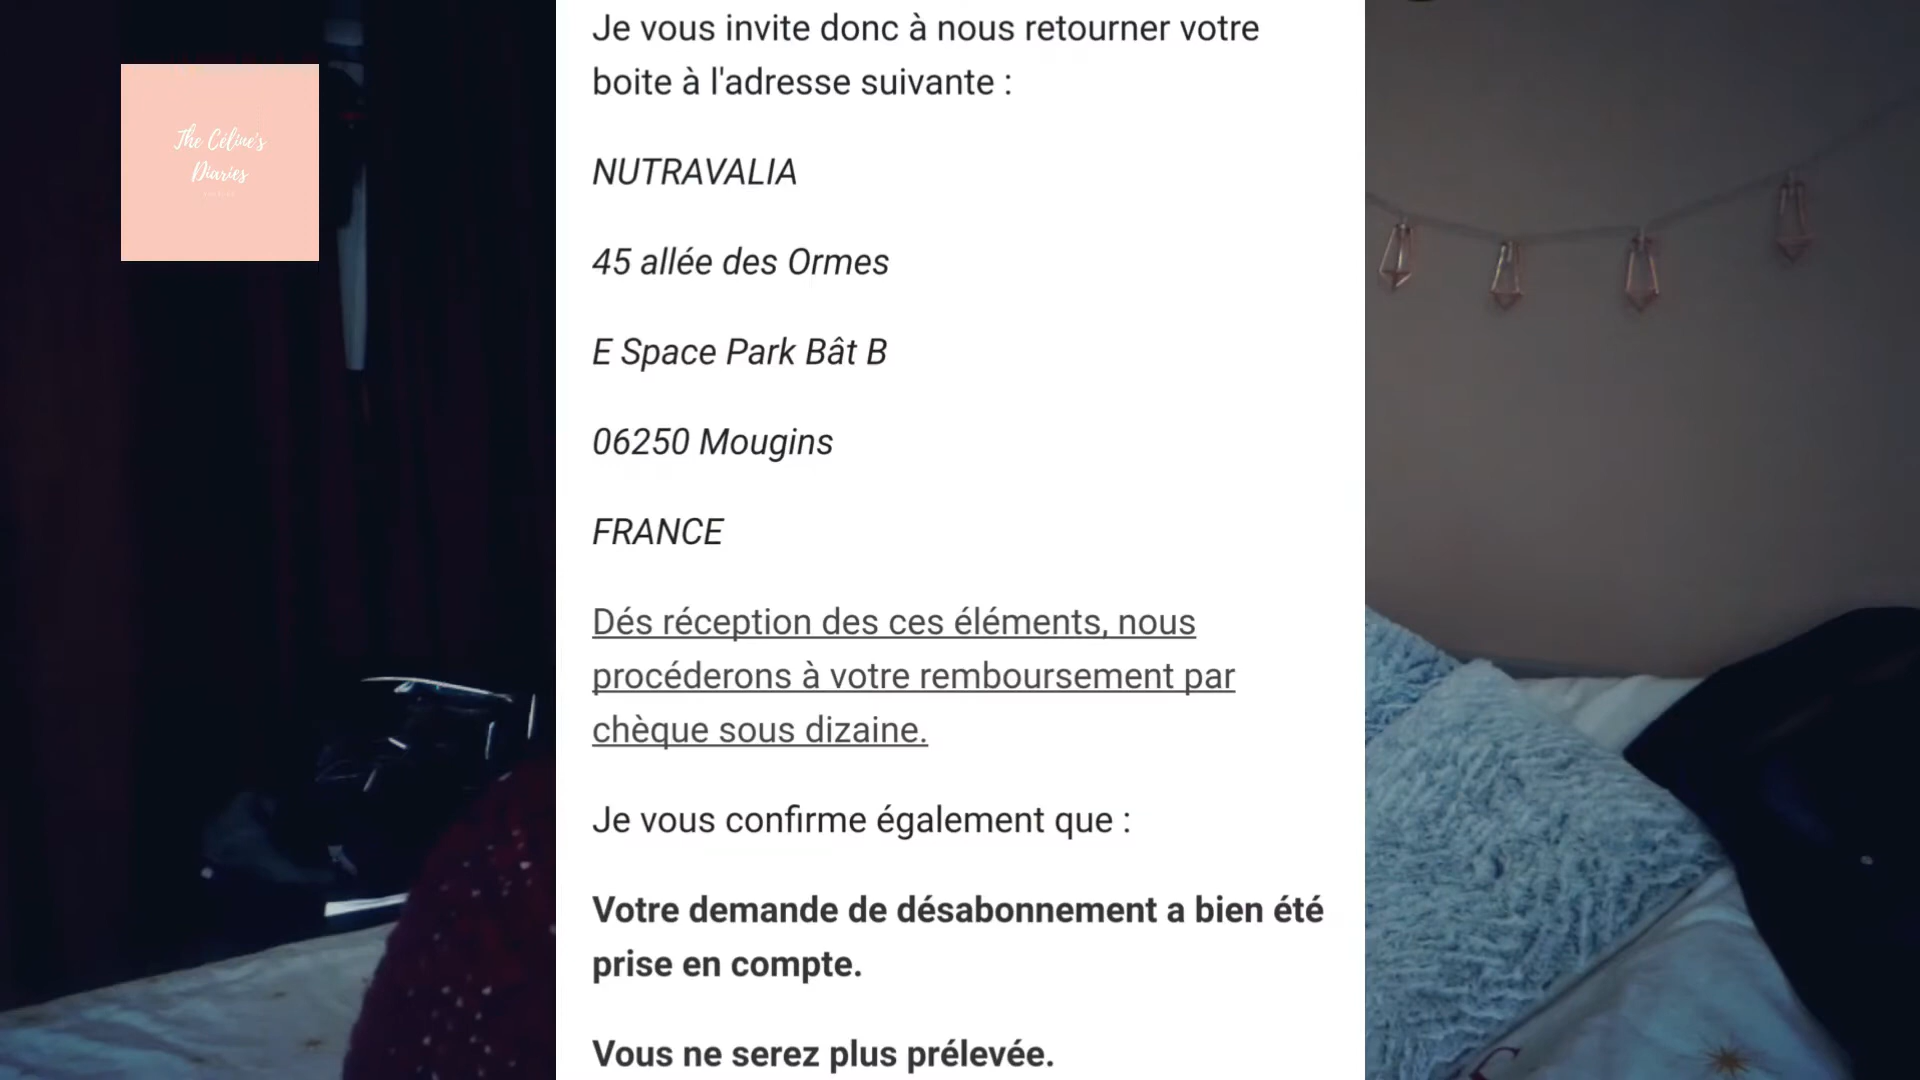 The Céline's
Diaries
Je vous invite donc à nous retourner votre
boite à l'adresse suivante :
NUTRAVALIA
45 allée des Ormes
E Space Park Bât B
06250 Mougins
FRANCE
Dés réception des ces éléments, nous
procéderons à votre remboursement par
chèque sous dizaine.
Je vous confirme également que :
Votre demande de désabonnement a bien été
prise en compte.
Vous ne serez plus prélevée.